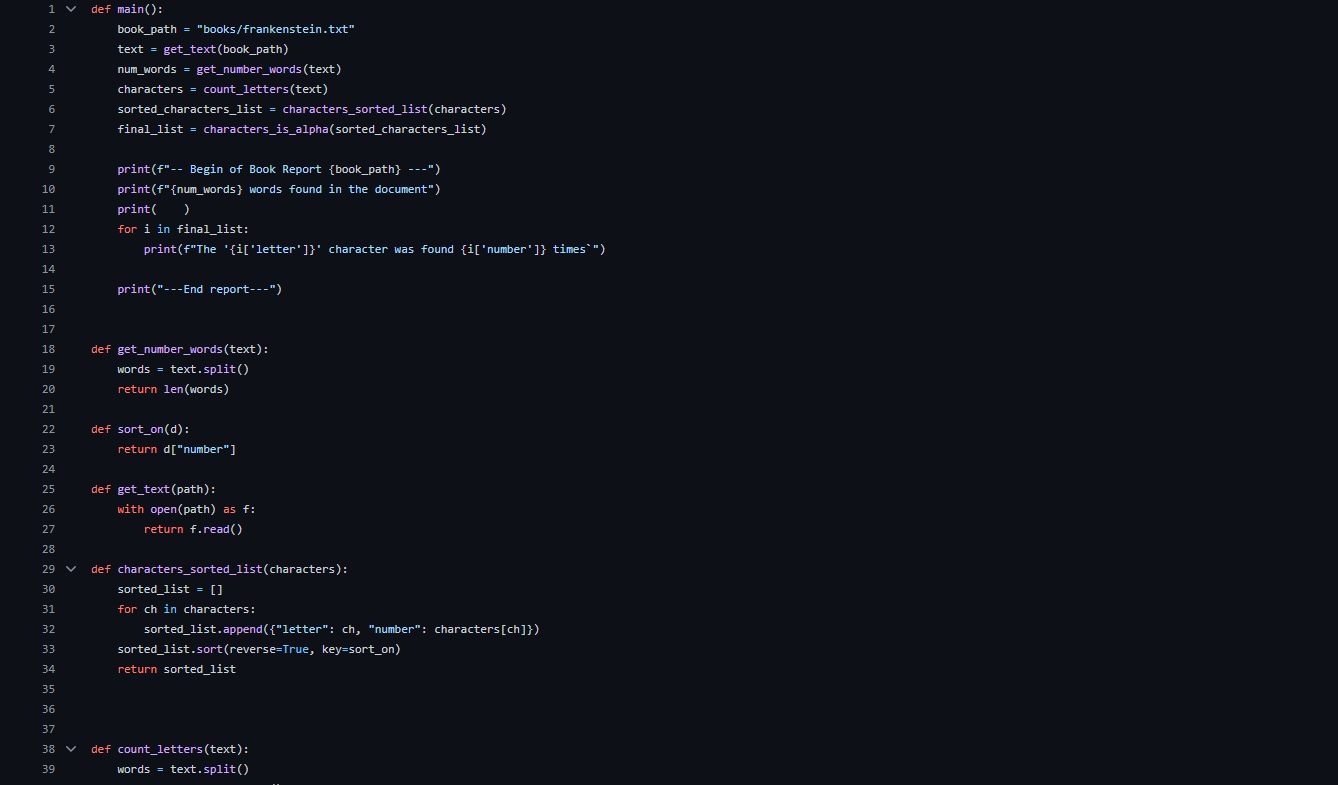 1 def main():
2 book_path = "books/frankenstein.txt"
3 text = get_text(book_path)
4 num_words = get_number_words(text)
5 characters = count_letters(text)
6 sorted_characters_list = characters_sorted_list(characters)
7 final_list = characters_is_alpha(sorted_characters_list)
8
9 print(f"-- Begin of Book Report {book_path} ---")
10 print(f"{num_words} words found in the document")
11 print(    )
12 for i in final_list:
13 print(f"The '{i['letter']}' character was found {i['number']} times`")
14
15 print("---End report---")
16
17
18 def get_number_words(text):
19 words = text.split()
20 return len(words)
21
22 def sort_on(d):
23 return d["number"]
24
25 def get_text(path):
26 with open(path) as f:
27 return f.read()
28
29 def characters_sorted_list(characters):
30 sorted_list = []
31 for ch in characters:
32 sorted_list.append({"letter": ch, "number": characters[ch]})
33 sorted_list.sort(reverse=True, key=sort_on)
34 return sorted_list
35
36
37
38 def count_letters(text):
39 words = text.split()